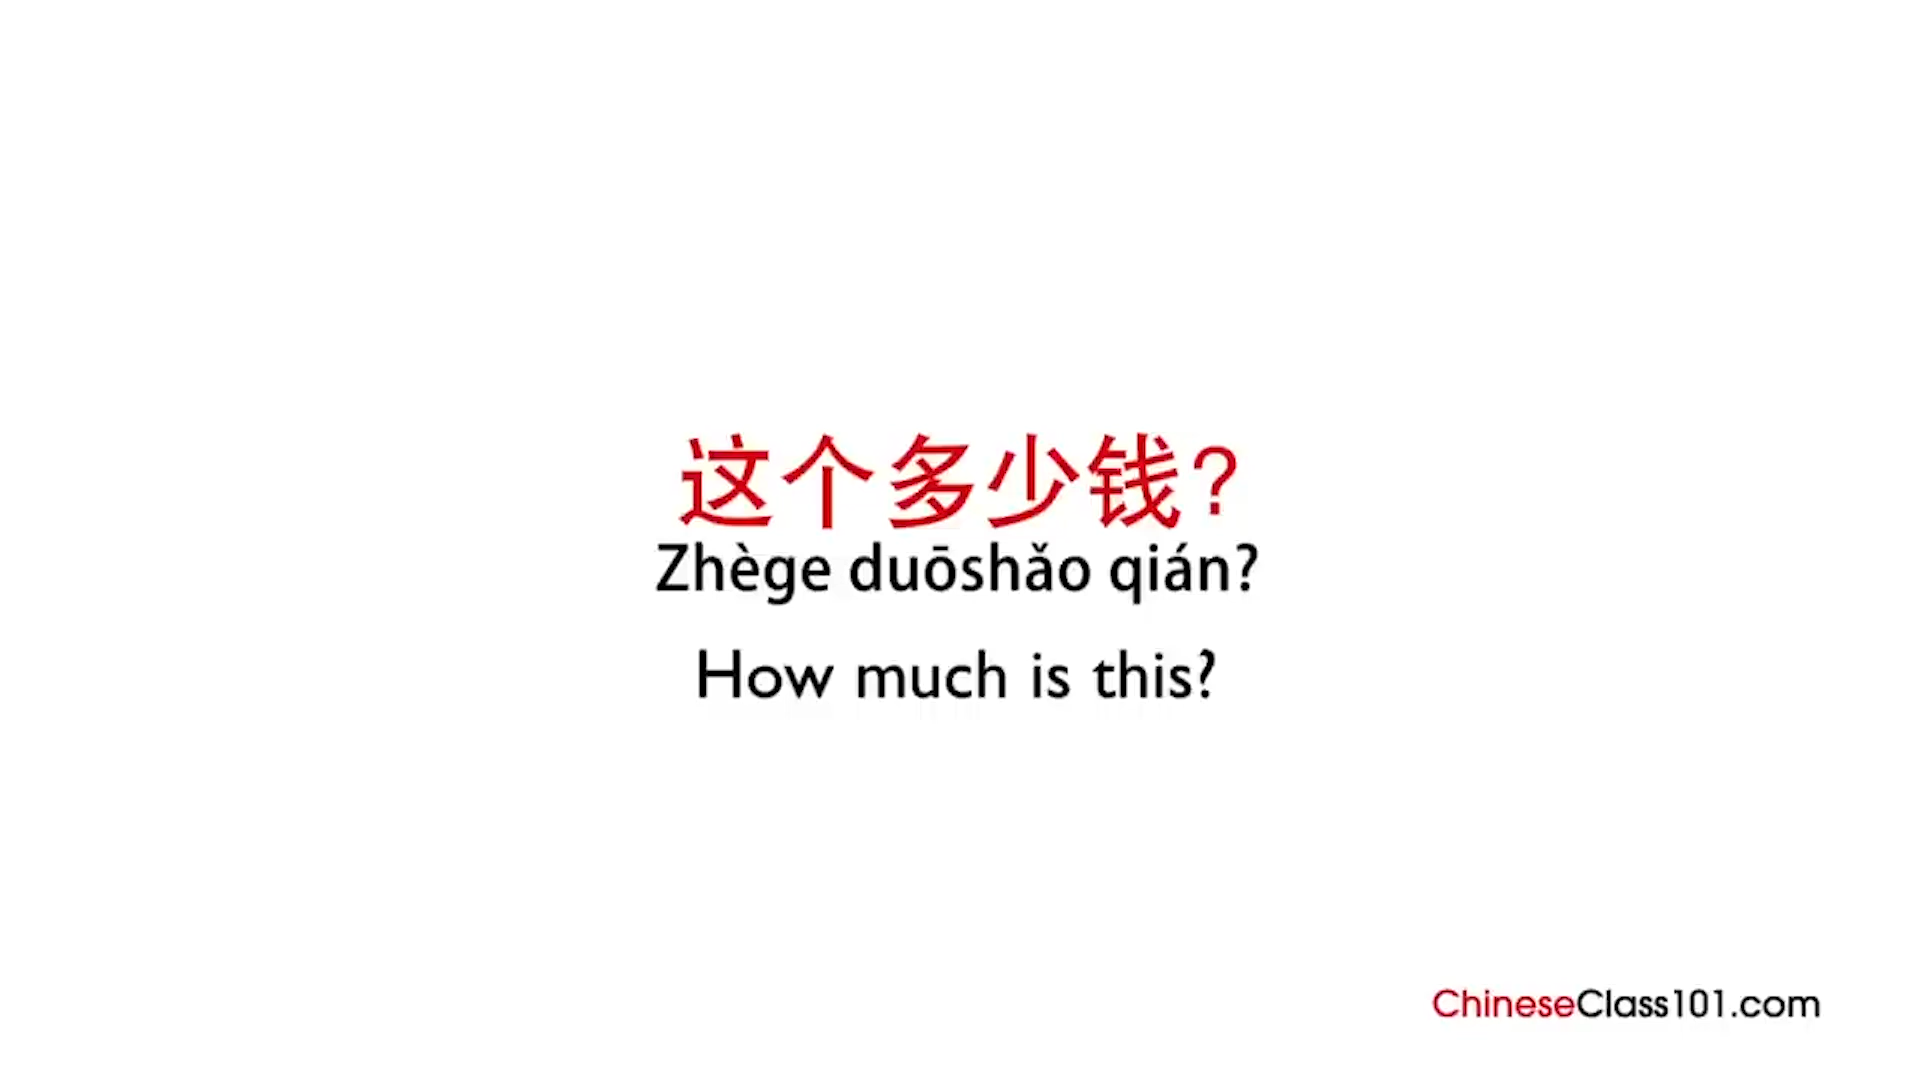 这个多少钱?
Zhège duōshǎo qián?
How much is this?
ChineseClass101.com